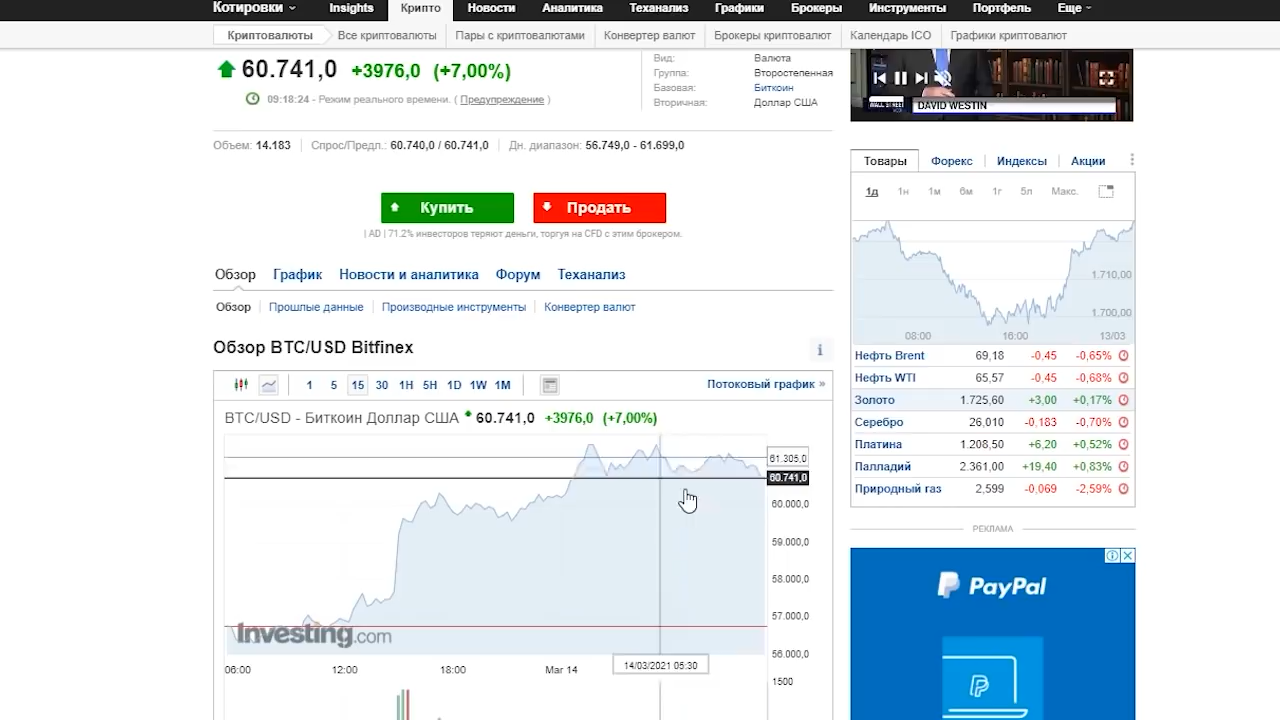 Котировки Insights Крипто Новости Аналитика Теханализ Графики Брокеры Инструменты Портфель Еще
Криптовалюты Все криптовалюты Пары с криптовалютами Конвертер валют Брокеры криптовалют Календарь ICO Графики криптовалют
60.741,0 +3976,0 (+7,00%)
09:18:24 - Режим реального времени. ( Предупреждение )
Вид: Валюта
Группа: Второстепенная
Базовая: Биткоин
Вторичная: Доллар США
WALL STREET
DAVID WESTIN
Объем: 14.183 Спрос/Предл.: 60.740,0 / 60.741,0 Дн. диапазон: 56.749,0 - 61.699,0
Купить Продать
| AD | 71.2% инвесторов теряют деньги, торгуя на CFD с этим брокером.
Обзор График Новости и аналитика Форум Теханализ
Обзор Прошлые данные Производные инструменты Конвертер валют
Обзор BTC/USD Bitfinex
i
1 5 15 30 1H 5H 1D 1W 1M Потоковый график »
BTC/USD - Биткоин Доллар США 60.741,0 +3976,0 (+7,00%)
61.305,0
60.741,0
60.000,0
59.000,0
58.000,0
57.000,0
56.000,0
Investing.com
06:00 12:00 18:00 Mar 14 14/03/2021 05:30
1500
Товары Форекс Индексы Акции
1д 1н 1м 6м 1г 5л Макс.
1.710,00
1.700,00
08:00 16:00 13/03
Нефть Brent 69,18 -0,45 -0,65%
Нефть WTI 65,57 -0,45 -0,68%
Золото 1.725,60 +3,00 +0,17%
Серебро 26,010 -0,183 -0,70%
Платина 1.208,50 +6,20 +0,52%
Палладий 2.361,00 +19,40 +0,83%
Природный газ 2,599 -0,069 -2,59%
РЕКЛАМА
PayPal